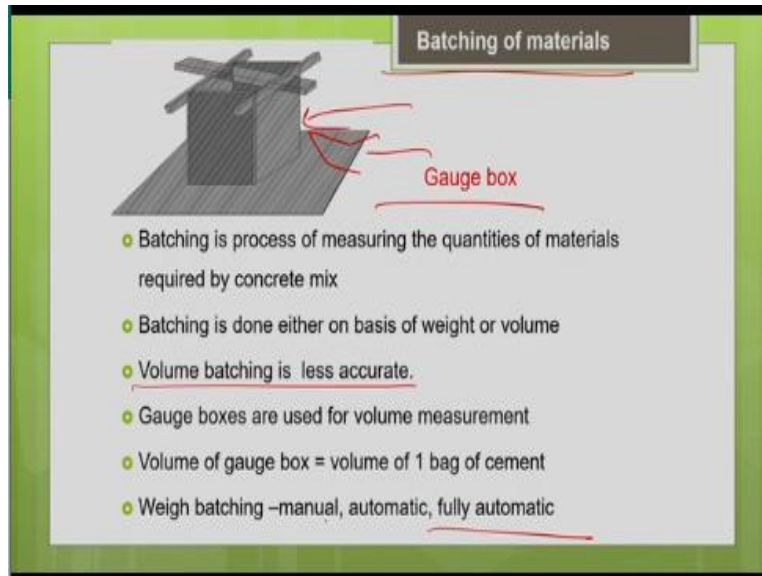 Batching of materials
Gauge box
Batching is process of measuring the quantities of materials
required by concrete mix
Batching is done either on basis of weight or volume
Volume batching is less accurate.
Gauge boxes are used for volume measurement
Volume of gauge box = volume of 1 bag of cement
Weigh batching –manual, automatic, fully automatic